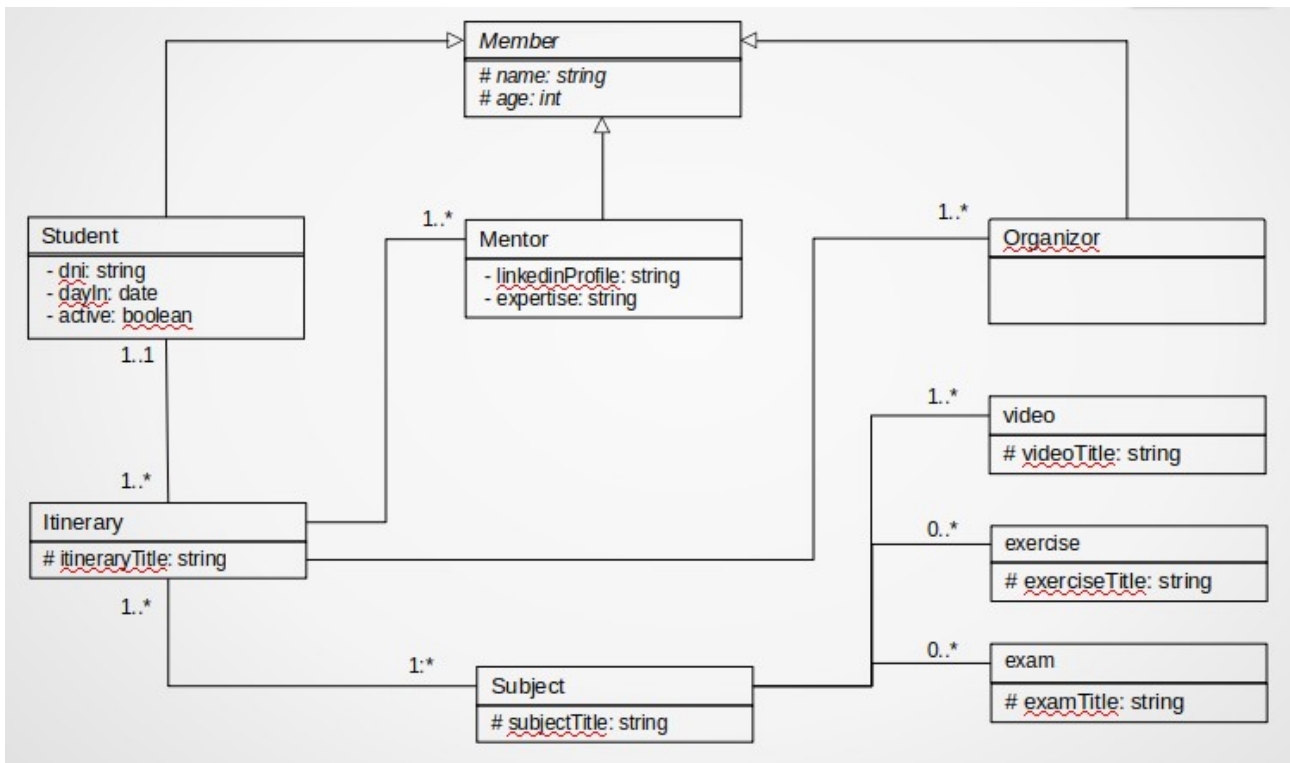 Member
# name: string
# age: int
1..*
1..*
Student
- dni: string
- dayIn: date
- active: boolean
Mentor
- linkedinProfile: string
- expertise: string
Organizor
1..1
1..*
video
# videoTitle: string
1..*
Itinerary
# itineraryTitle: string
0..*
exercise
# exerciseTitle: string
1..*
1:*
Subject
# subjectTitle: string
0..*
exam
# examTitle: string